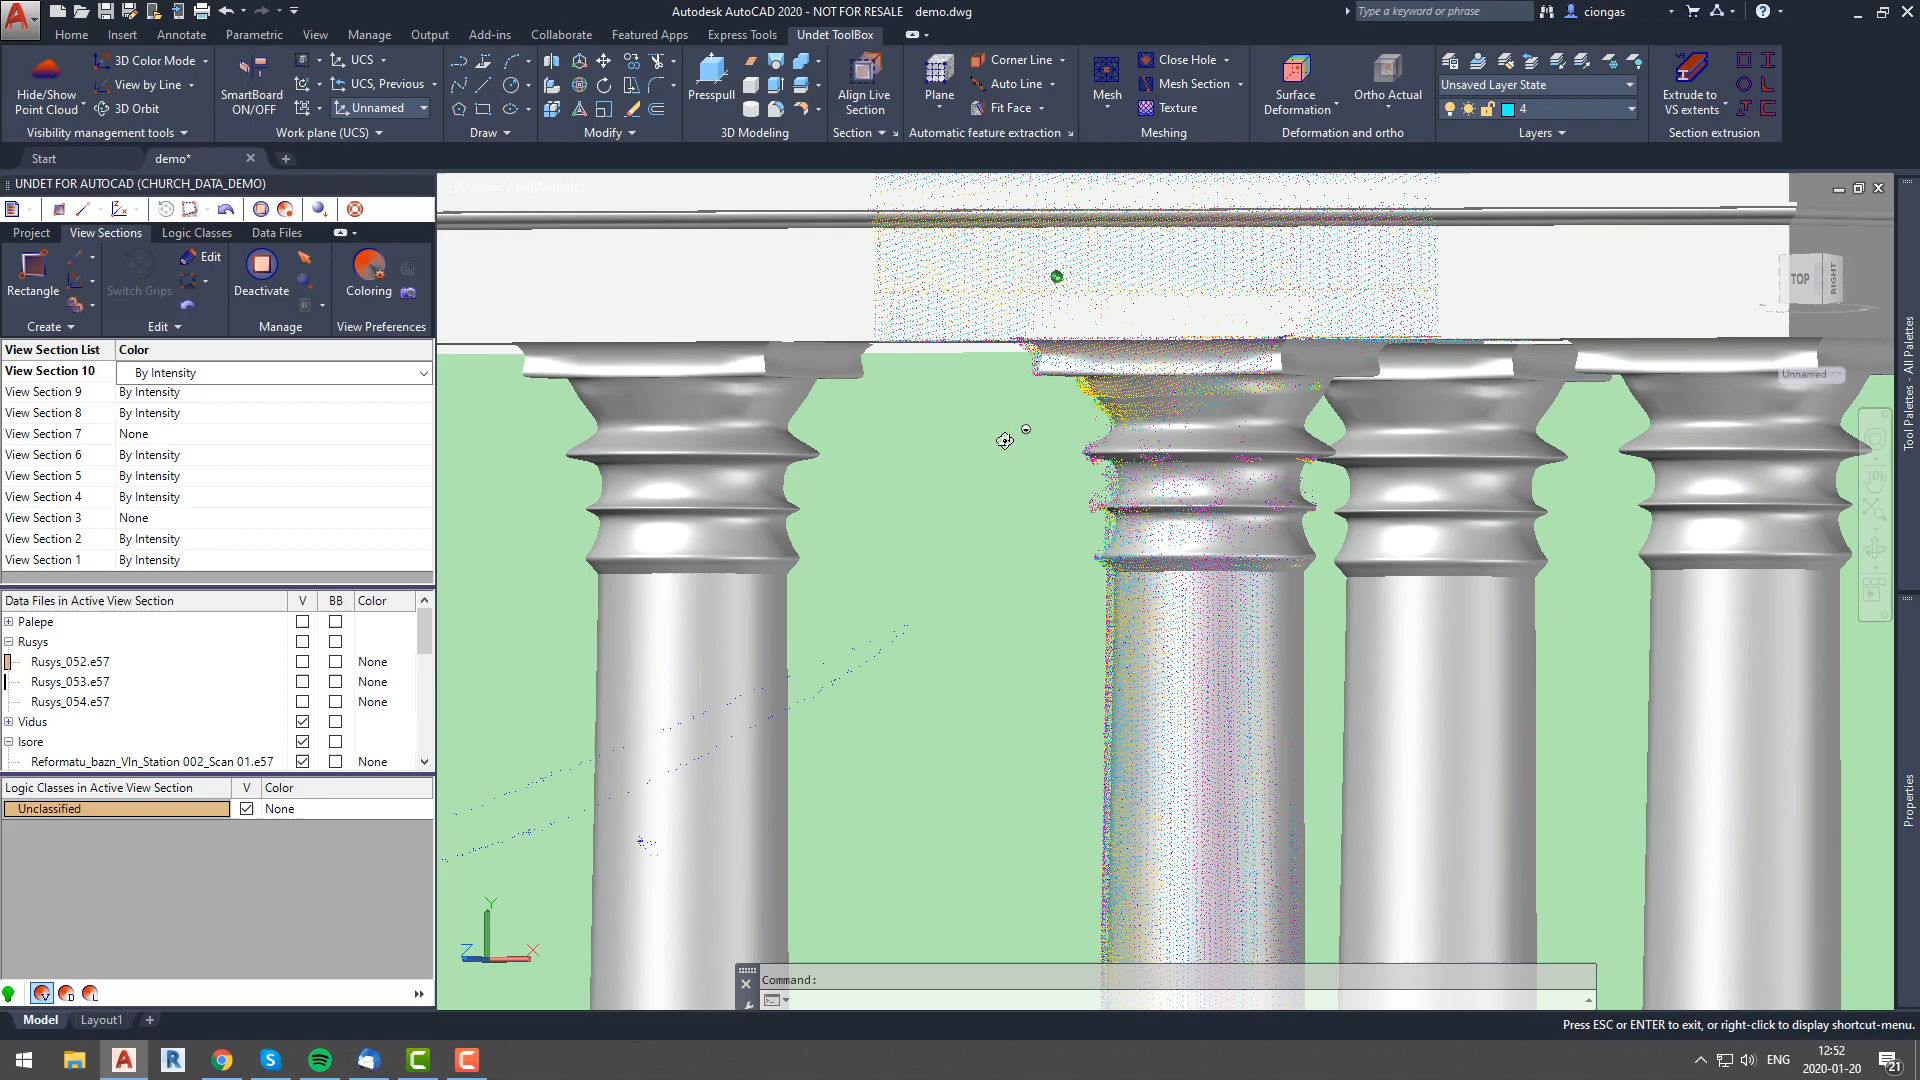 Autodesk AutoCAD 2020 - NOT FOR RESALE demo.dwg
Type a keyword or phrase
ciongas
Home Insert Annotate Parametric View Manage Output Add-ins Collaborate Featured Apps Express Tools Undet ToolBox
Hide/Show Point Cloud
3D Color Mode
View by Line
3D Orbit
SmartBoard ON/OFF
UCS
UCS, Previous
Unnamed
Presspull
Align Live Section
Plane
Corner Line
Auto Line
Fit Face
Mesh
Close Hole
Mesh Section
Texture
Surface Deformation
Ortho Actual
Unsaved Layer State
4
Extrude to VS extents
Visibility management tools Work plane (UCS) Draw Modify 3D Modeling Section Automatic feature extraction Meshing Deformation and ortho Layers Section extrusion
Start demo*
UNDET FOR AUTOCAD (CHURCH_DATA_DEMO)
Project View Sections Logic Classes Data Files
Rectangle
Switch Grips
Edit
Deactivate
Coloring
Create Edit Manage View Preferences
View Section List Color
View Section 10 By Intensity
View Section 9 By Intensity
View Section 8 By Intensity
View Section 7 None
View Section 6 By Intensity
View Section 5 By Intensity
View Section 4 By Intensity
View Section 3 None
View Section 2 By Intensity
View Section 1 By Intensity
Data Files in Active View Section V BB Color
Palepe
Rusys
Rusys_052.e57 None
Rusys_053.e57 None
Rusys_054.e57 None
Vidus
Isore
Reformatu_bazn_Vln_Station 002_Scan 01.e57 None
Logic Classes in Active View Section V Color
Unclassified None
TOP RIGHT
Unnamed
Tool Palettes - All Palettes
Properties
Y
Z X
Command:
Model Layout1
Press ESC or ENTER to exit, or right-click to display shortcut-menu.
ENG
12:52
2020-01-20
21